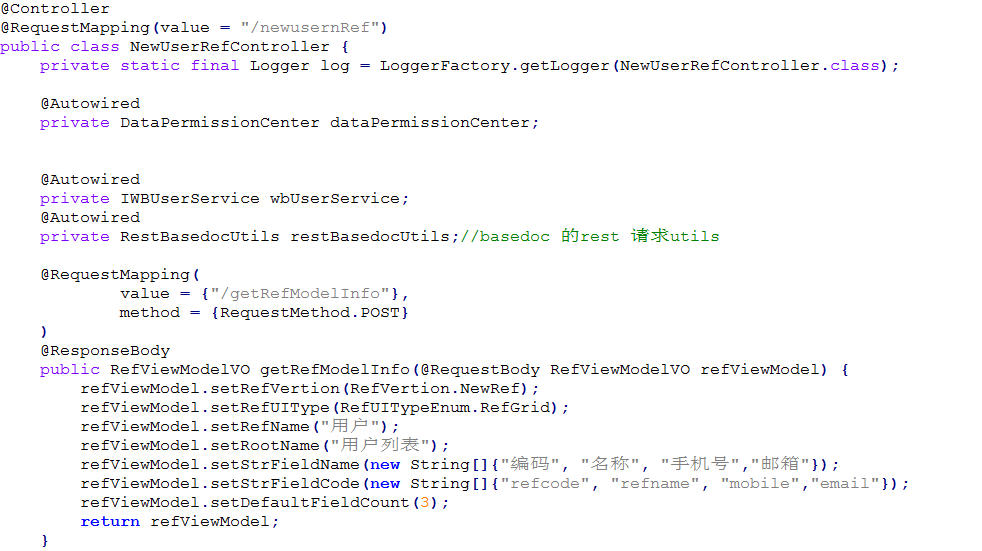 @Controller
@RequestMapping(value = "/newusernRef")
public class NewUserRefController {
    private static final Logger log = LoggerFactory.getLogger(NewUserRefController.class);
    @Autowired
    private DataPermissionCenter dataPermissionCenter;
    @Autowired
    private IWBUserService wbUserService;
    @Autowired
    private RestBasedocUtils restBasedocUtils;//basedoc 的rest 请求utils
    @RequestMapping(
            value = {"/getRefModelInfo"},
            method = {RequestMethod.POST}
    )
    @ResponseBody
    public RefViewModelVO getRefModelInfo(@RequestBody RefViewModelVO refViewModel) {
        refViewModel.setRefVertion(RefVertion.NewRef);
        refViewModel.setRefUIType(RefUITypeEnum.RefGrid);
        refViewModel.setRefName("用户");
        refViewModel.setRootName("用户列表");
        refViewModel.setStrFieldName(new String[]{"编码", "名称", "手机号","邮箱"});
        refViewModel.setStrFieldCode(new String[]{"refcode", "refname", "mobile","email"});
        refViewModel.setDefaultFieldCount(3);
        return refViewModel;
    }